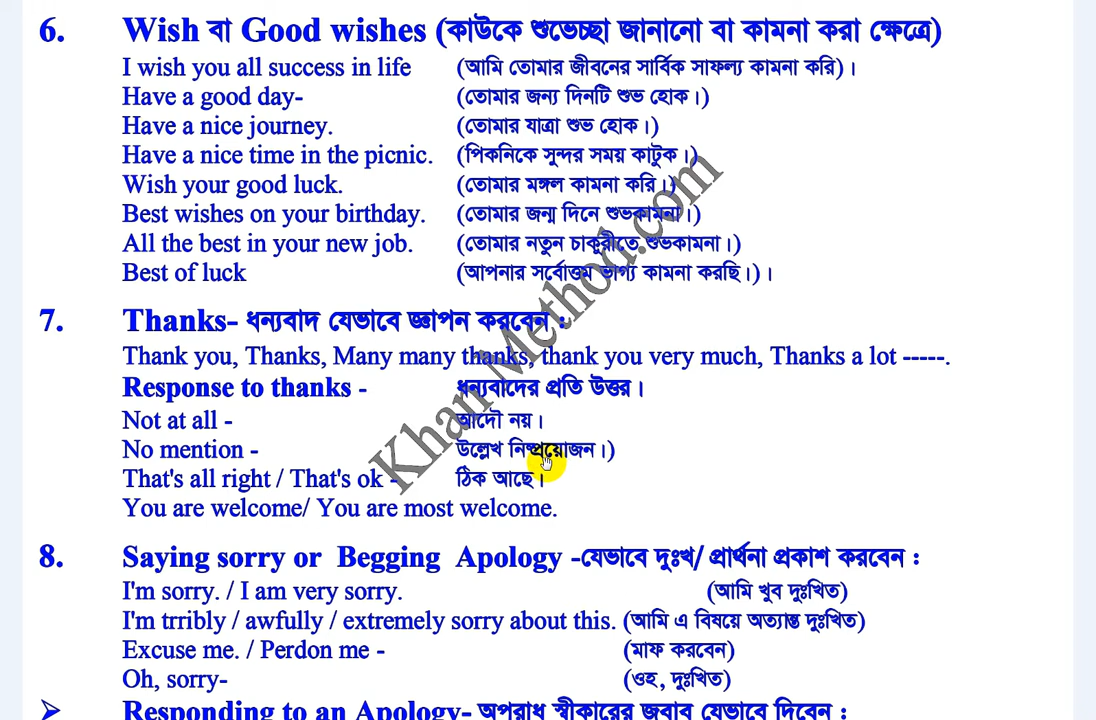 6. Wish বা Good wishes (কাউকে শুভেচ্ছা জানানো বা কামনা করা ক্ষেত্রে)
I wish you all success in life (আমি তোমার জীবনের সার্বিক সাফল্য কামনা করি)।
Have a good day- (তোমার জন্য দিনটি শুভ হোক।)
Have a nice journey. (তোমার যাত্রা শুভ হোক।)
Have a nice time in the picnic. (পিকনিকে সুন্দর সময় কাটুক।)
Wish your good luck. (তোমার মঙ্গল কামনা করি।)
Best wishes on your birthday. (তোমার জন্ম দিনে শুভকামনা।)
All the best in your new job. (তোমার নতুন চাকুরীতে শুভকামনা।)
Best of luck (আপনার সর্বোত্তম ভাগ্য কামনা করছি।)।
7. Thanks- ধন্যবাদ যেভাবে জ্ঞাপন করবেন :
Thank you, Thanks, Many many thanks, thank you very much, Thanks a lot -----.
Response to thanks - ধন্যবাদের প্রতি উত্তর।
Not at all - আদৌ নয়।
No mention - উল্লেখ নিষ্প্রয়োজন।)
That's all right / That's ok - ঠিক আছে।
You are welcome/ You are most welcome.
8. Saying sorry or Begging Apology -যেভাবে দুঃখ/ প্রার্থনা প্রকাশ করবেন :
I'm sorry. / I am very sorry. (আমি খুব দুঃখিত)
I'm trribly / awfully / extremely sorry about this. (আমি এ বিষয়ে অত্যান্ত দুঃখিত)
Excuse me. / Perdon me - (মাফ করবেন)
Oh, sorry- (ওহ, দুঃখিত)
➢ Responding to an Apology- অপরাধ স্বীকারের জবাব যেভাবে দিবেন :
Khan Method.com